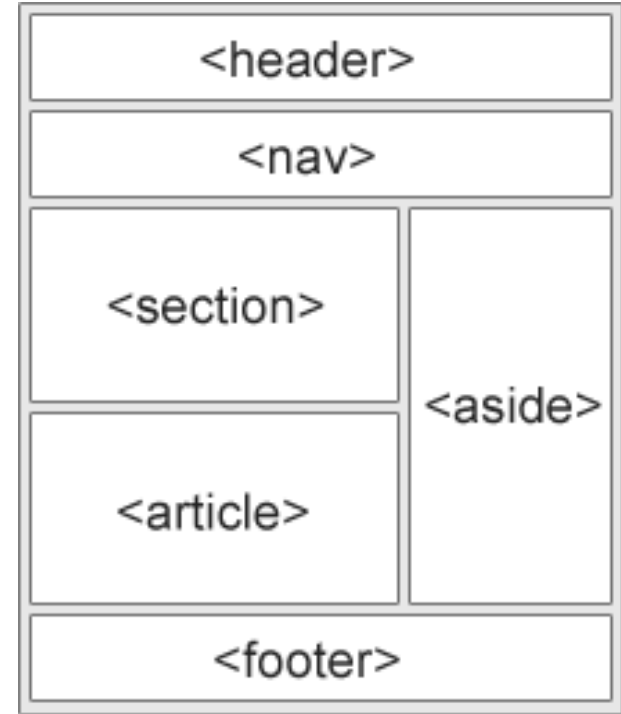 <header>
<nav>
<section>
<aside>
<article>
<footer>